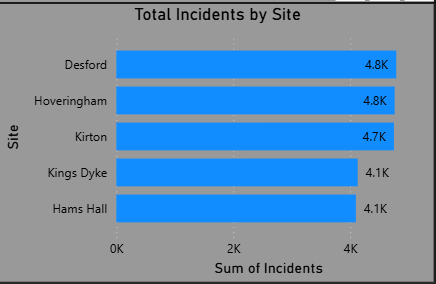 Total Incidents by Site
Desford 4.8K
Hoveringham 4.8K
Kirton 4.7K
Kings Dyke 4.1K
Hams Hall 4.1K
Site
0K 2K 4K
Sum of Incidents